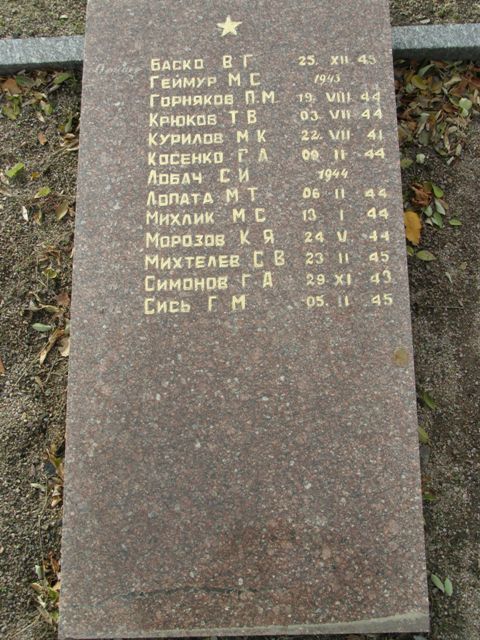 Баско В Г 25. XII 43
Геймур М С 1943
Горняков П.М. 19. VIII 44
Крюков Т В 03. VII 44
Курилов М К 22. VII 41
Косенко Г А 09 II 44
Лобач С И 1944
Лопата М Т 06 II 44
Михлик М С 13 I 44
Морозов К Я 24 V 44
Михтелев С В 23 II 45
Симонов Г А 29 XI 43
Сись Г М 05. II 45